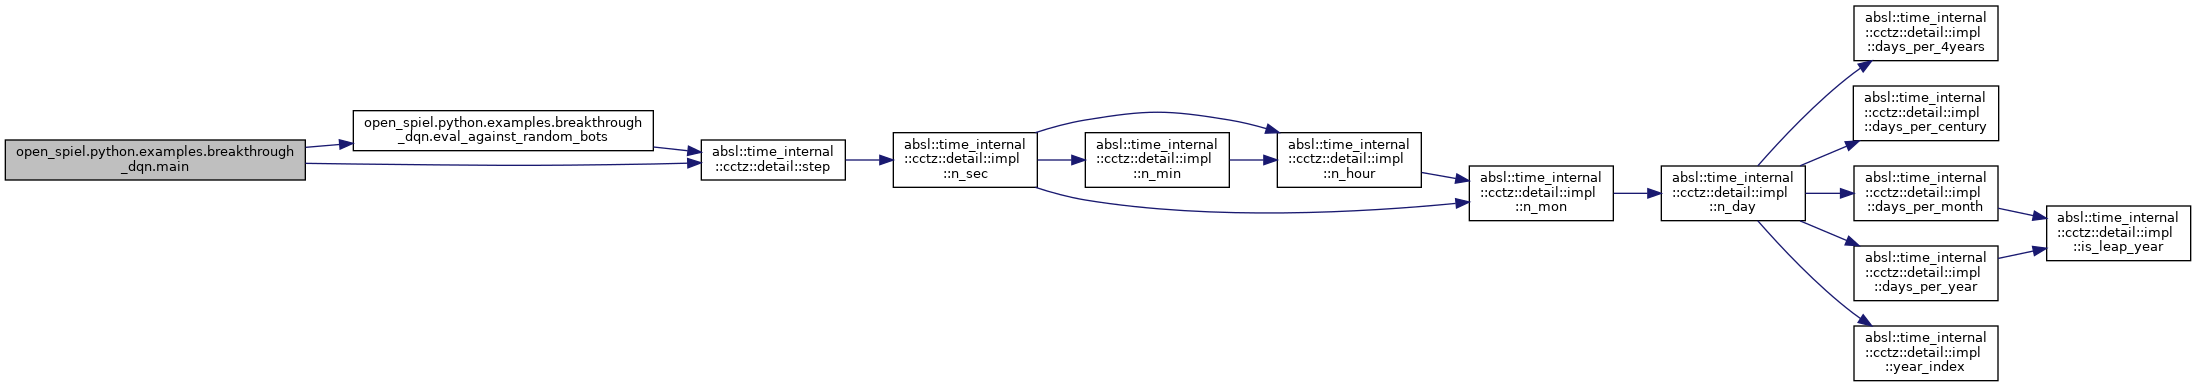 open_spiel.python.examples.breakthrough
_dqn.main
open_spiel.python.examples.breakthrough
_dqn.eval_against_random_bots
absl::time_internal
::cctz::detail::step
absl::time_internal
::cctz::detail::impl
::n_sec
absl::time_internal
::cctz::detail::impl
::n_min
absl::time_internal
::cctz::detail::impl
::n_hour
absl::time_internal
::cctz::detail::impl
::n_mon
absl::time_internal
::cctz::detail::impl
::n_day
absl::time_internal
::cctz::detail::impl
::days_per_4years
absl::time_internal
::cctz::detail::impl
::days_per_century
absl::time_internal
::cctz::detail::impl
::days_per_month
absl::time_internal
::cctz::detail::impl
::days_per_year
absl::time_internal
::cctz::detail::impl
::year_index
absl::time_internal
::cctz::detail::impl
::is_leap_year